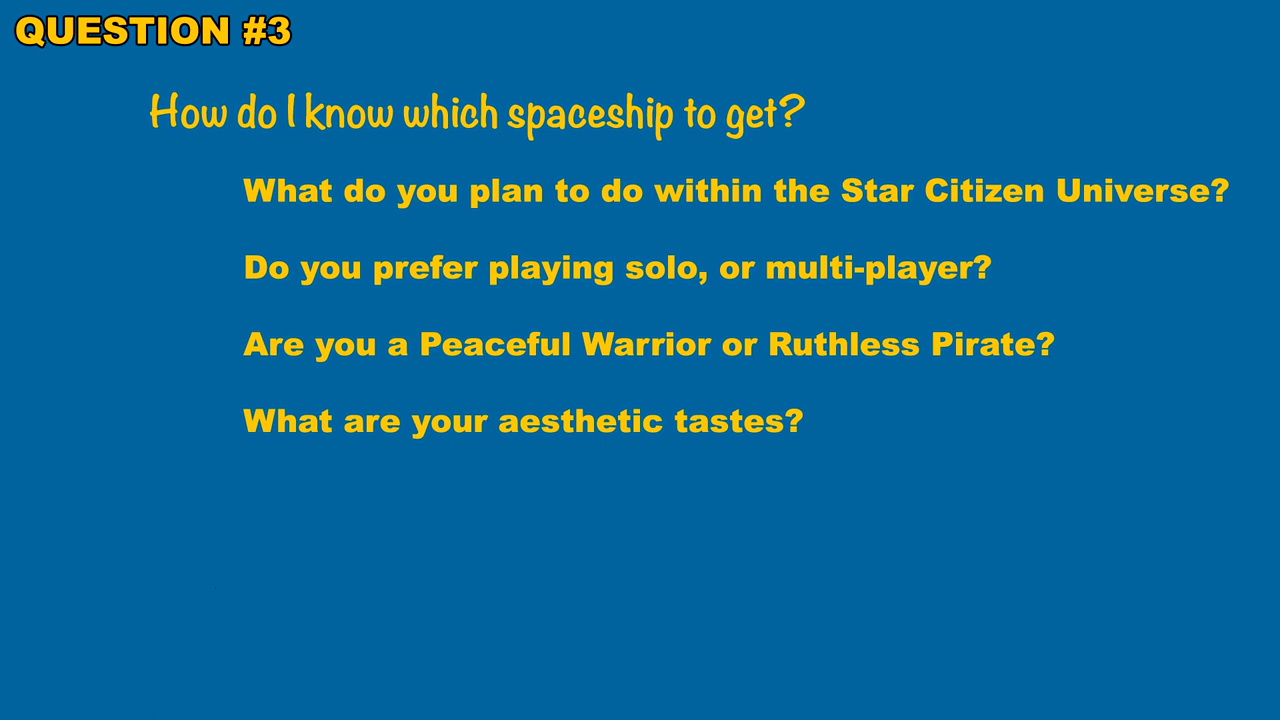 QUESTION #3
How do I know which spaceship to get?
What do you plan to do within the Star Citizen Universe?
Do you prefer playing solo, or multi-player?
Are you a Peaceful Warrior or Ruthless Pirate?
What are your aesthetic tastes?